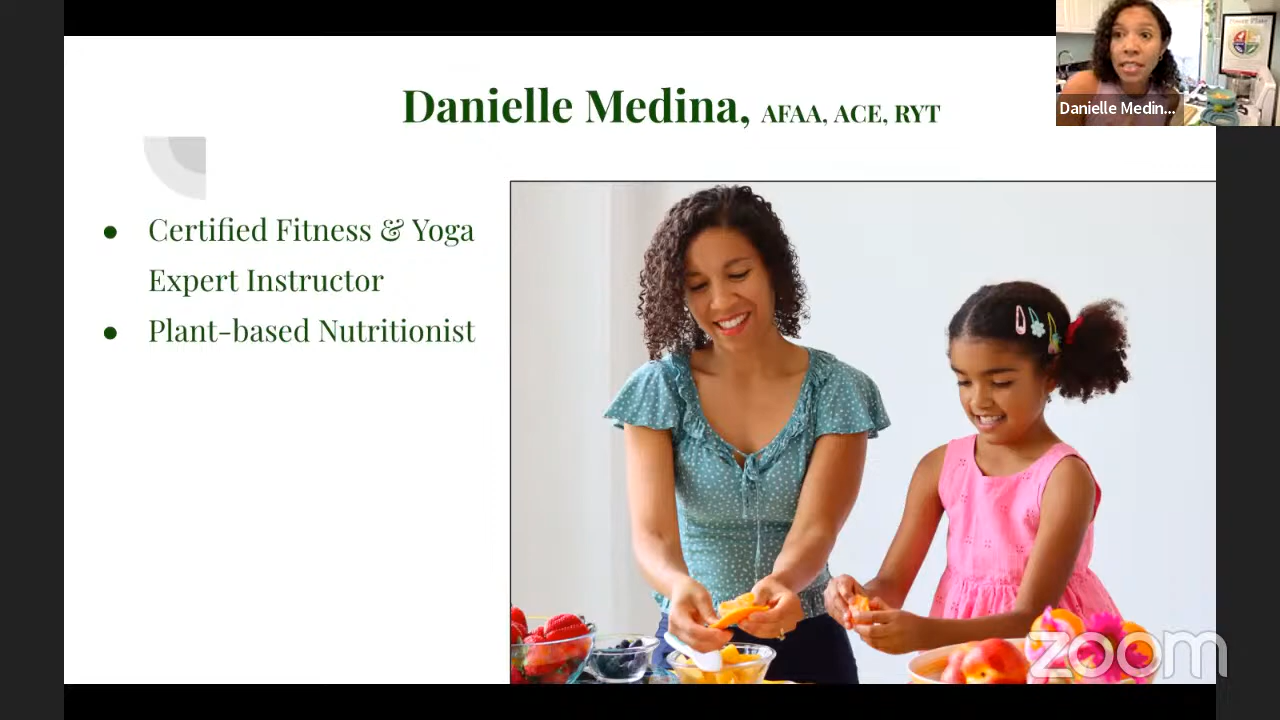 Danielle Medina, AFAA, ACE, RYT
Danielle Medin...
● Certified Fitness & Yoga
Expert Instructor
● Plant-based Nutritionist
zoom